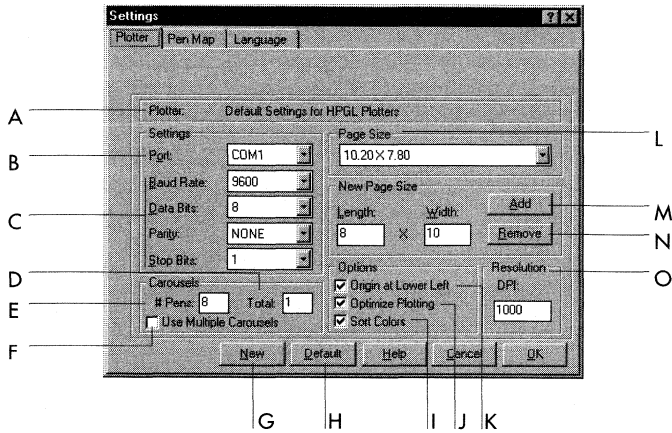 Settings
Plotter Pen Map Language
A Plotter: Default Settings for HPGL Plotters
Settings Page Size L
B Port: COM1 10.20 X 7.80
Baud Rate: 9600 New Page Size
C Data Bits: 8 Length: Width: Add M
Parity: NONE 8 X 10 Remove N
D Stop Bits: 1
Carousels Options Resolution O
E # Pens: 8 Total: 1 Origin at Lower Left DPI:
Optimize Plotting 1000
F Use Multiple Carousels Sort Colors
New Default Help Cancel OK
G H I J K